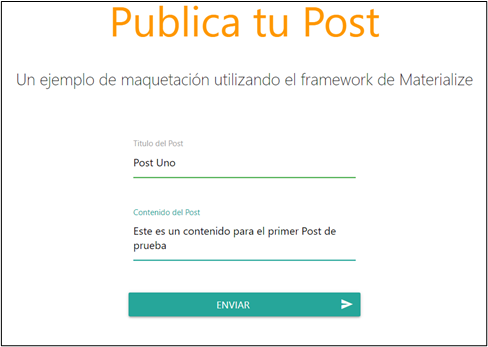 Publica tu Post
Un ejemplo de maquetación utilizando el framework de Materialize
Titulo del Post
Post Uno
Contenido del Post
Este es un contenido para el primer Post de
prueba
ENVIAR